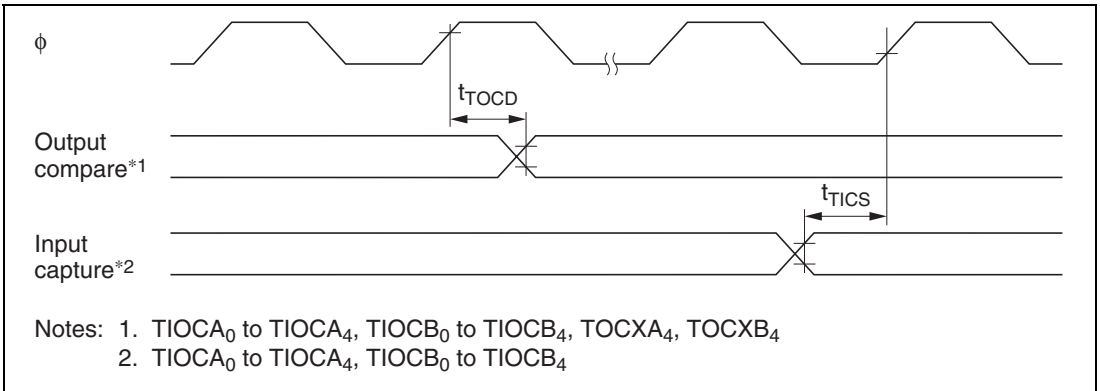 ϕ
tTOCD
Output
compare*1
tTICS
Input
capture*2
Notes: 1. TIOCA0 to TIOCA4, TIOCB0 to TIOCB4, TOCXA4, TOCXB4
2. TIOCA0 to TIOCA4, TIOCB0 to TIOCB4